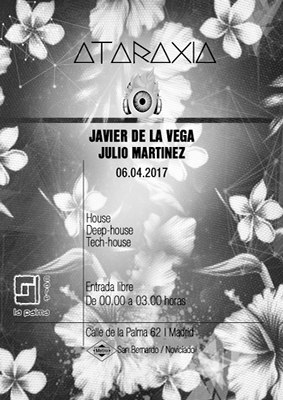 ATARAXIA
JAVIER DE LA VEGA
JULIO MARTINEZ
06.04.2017
House
Deep-house
Tech-house
la palma
Entrada libre
De 00.00 a 03.00 horas
Calle de la Palma 62 I Madrid
Metro San Bernardo / Noviciado